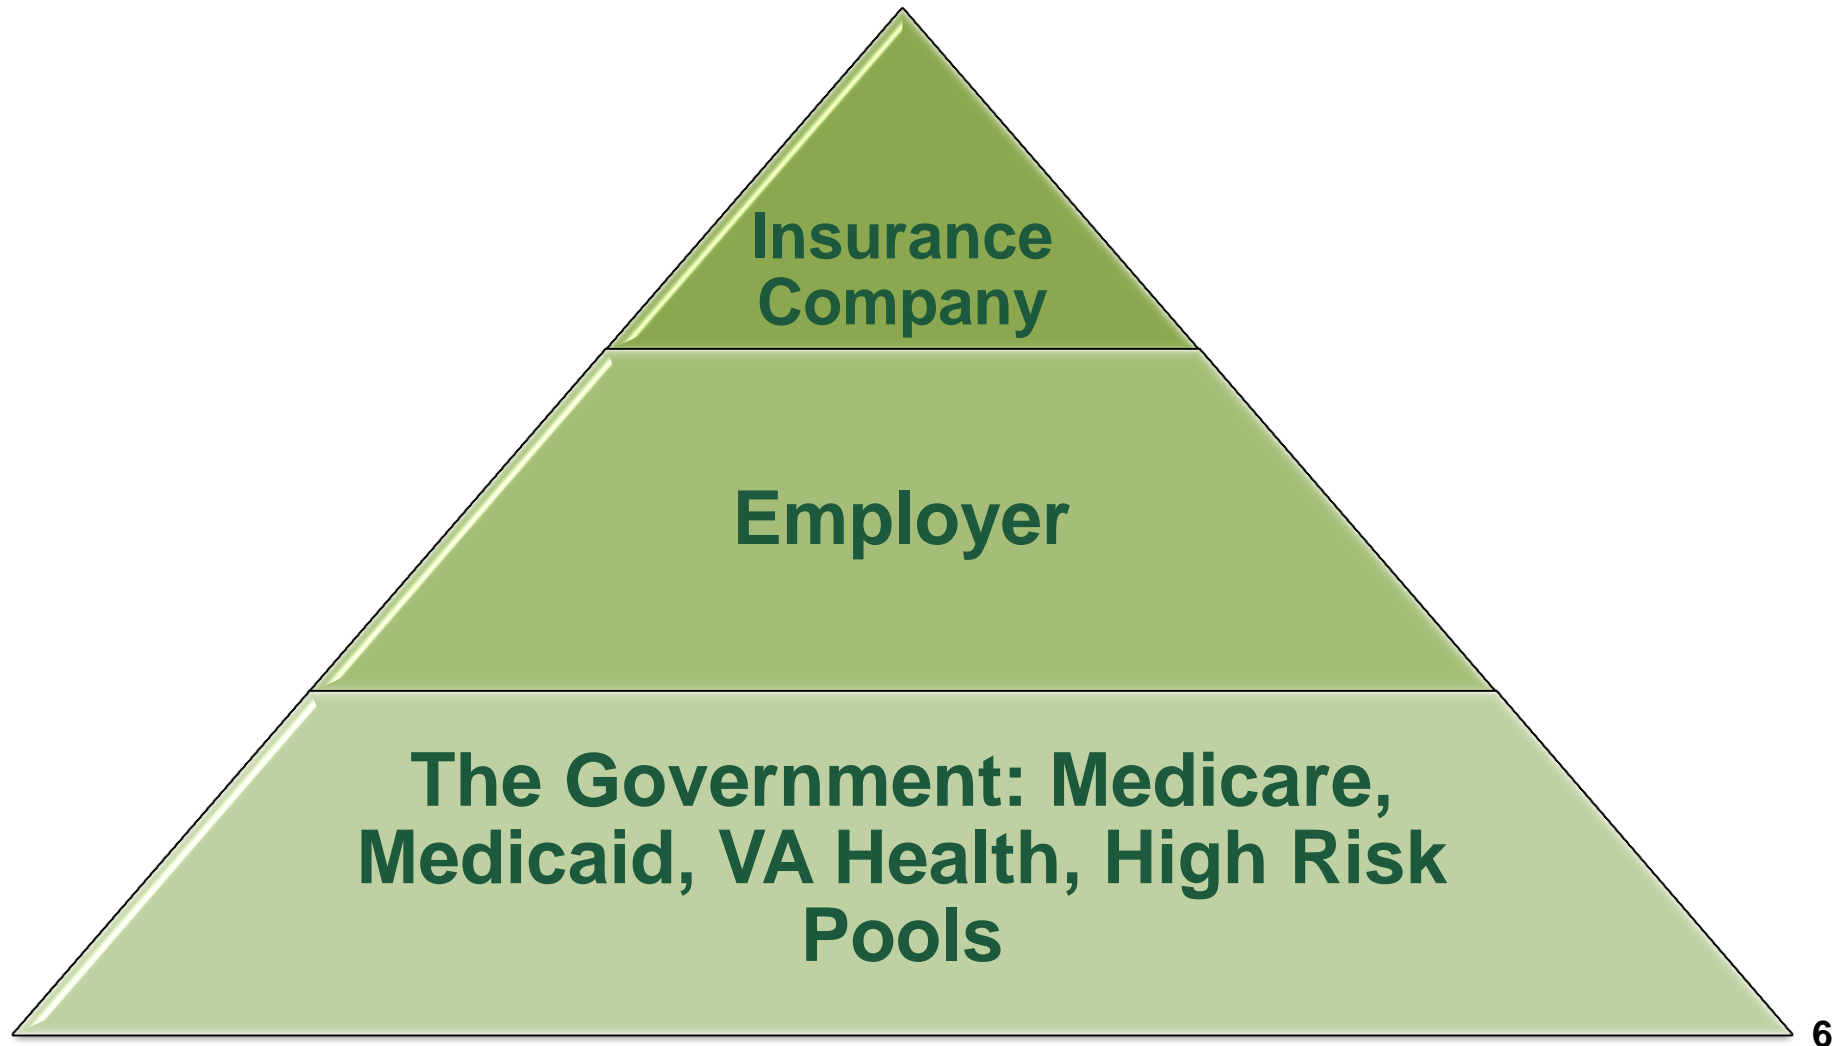 Insurance
Company
Employer
The Government: Medicare,
Medicaid, VA Health, High Risk
Pools
6